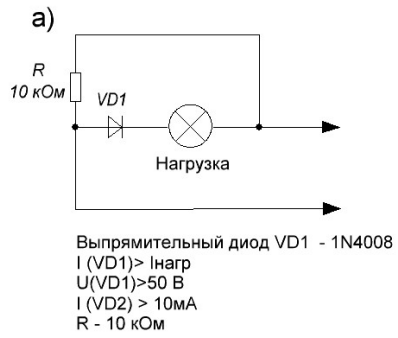 а)
R
10 кОм
VD1
Нагрузка
Выпрямительный диод VD1 - 1N4008
I (VD1)> Iнагр
U(VD1)>50 В
I (VD2) > 10мА
R - 10 кОм